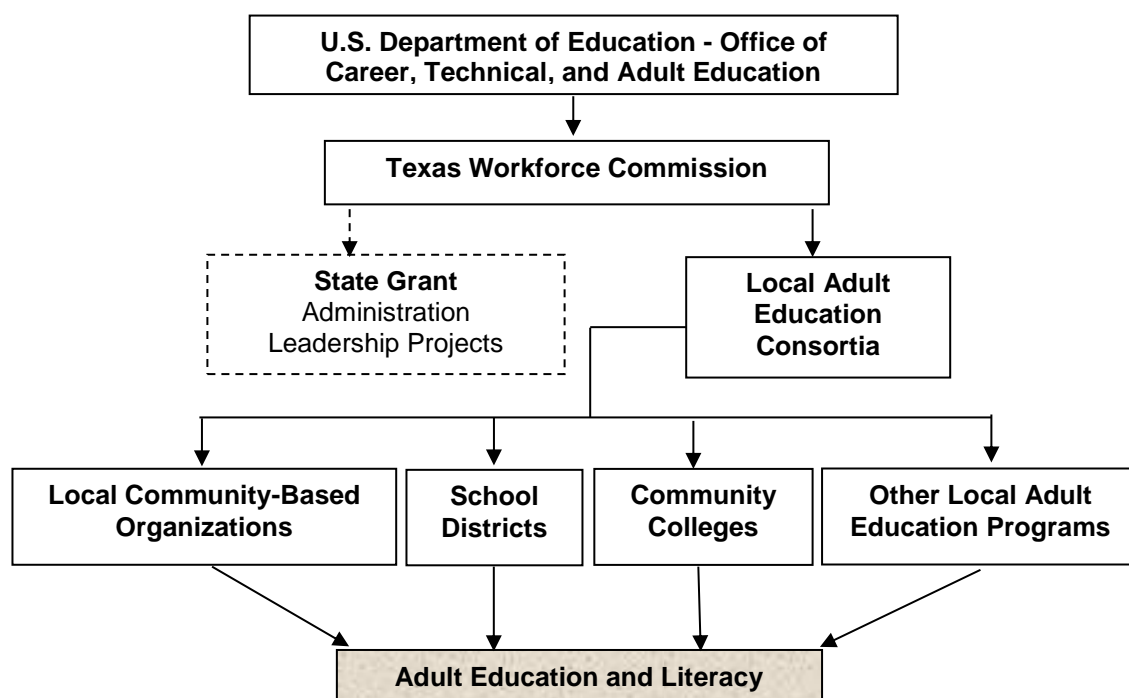 U.S. Department of Education - Office of
Career, Technical, and Adult Education
Texas Workforce Commission
State Grant
Administration
Leadership Projects
Local Adult
Education
Consortia
Local Community-Based
Organizations
School
Districts
Community
Colleges
Other Local Adult
Education Programs
Adult Education and Literacy